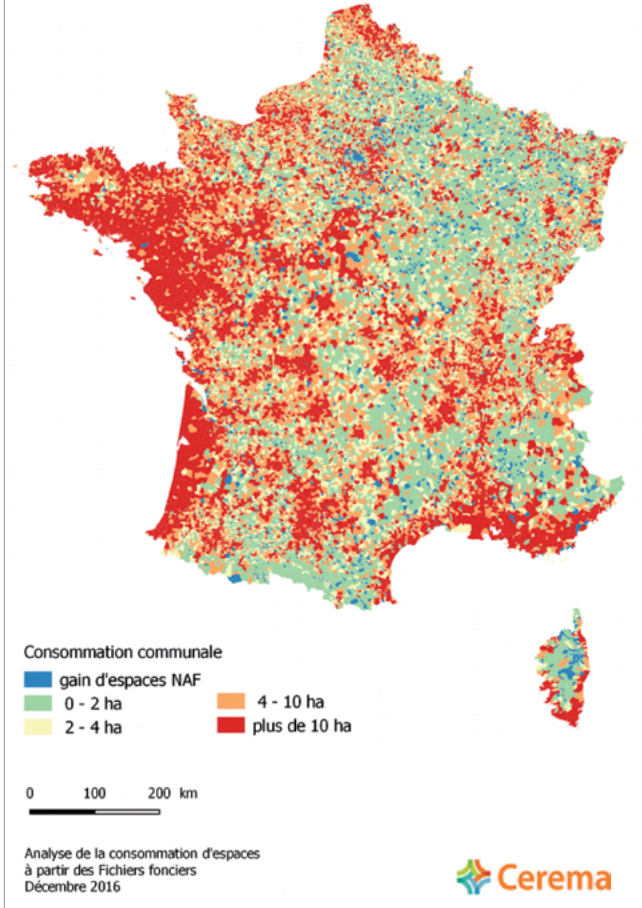 Consommation communale
gain d'espaces NAF
0 - 2 ha
4 - 10 ha
2 - 4 ha
plus de 10 ha
0 100 200 km
Analyse de la consommation d'espaces
à partir des Fichiers fonciers
Décembre 2016
Cerema